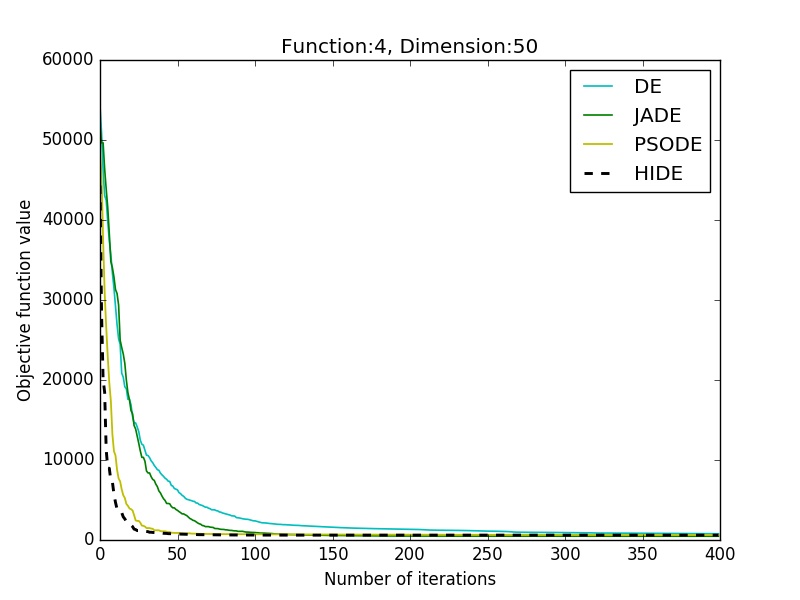 Function:4, Dimension:50
60000
50000
40000
30000
20000
10000
0
Objective function value
DE
JADE
PSODE
HIDE
0 50 100 150 200 250 300 350 400
Number of iterations